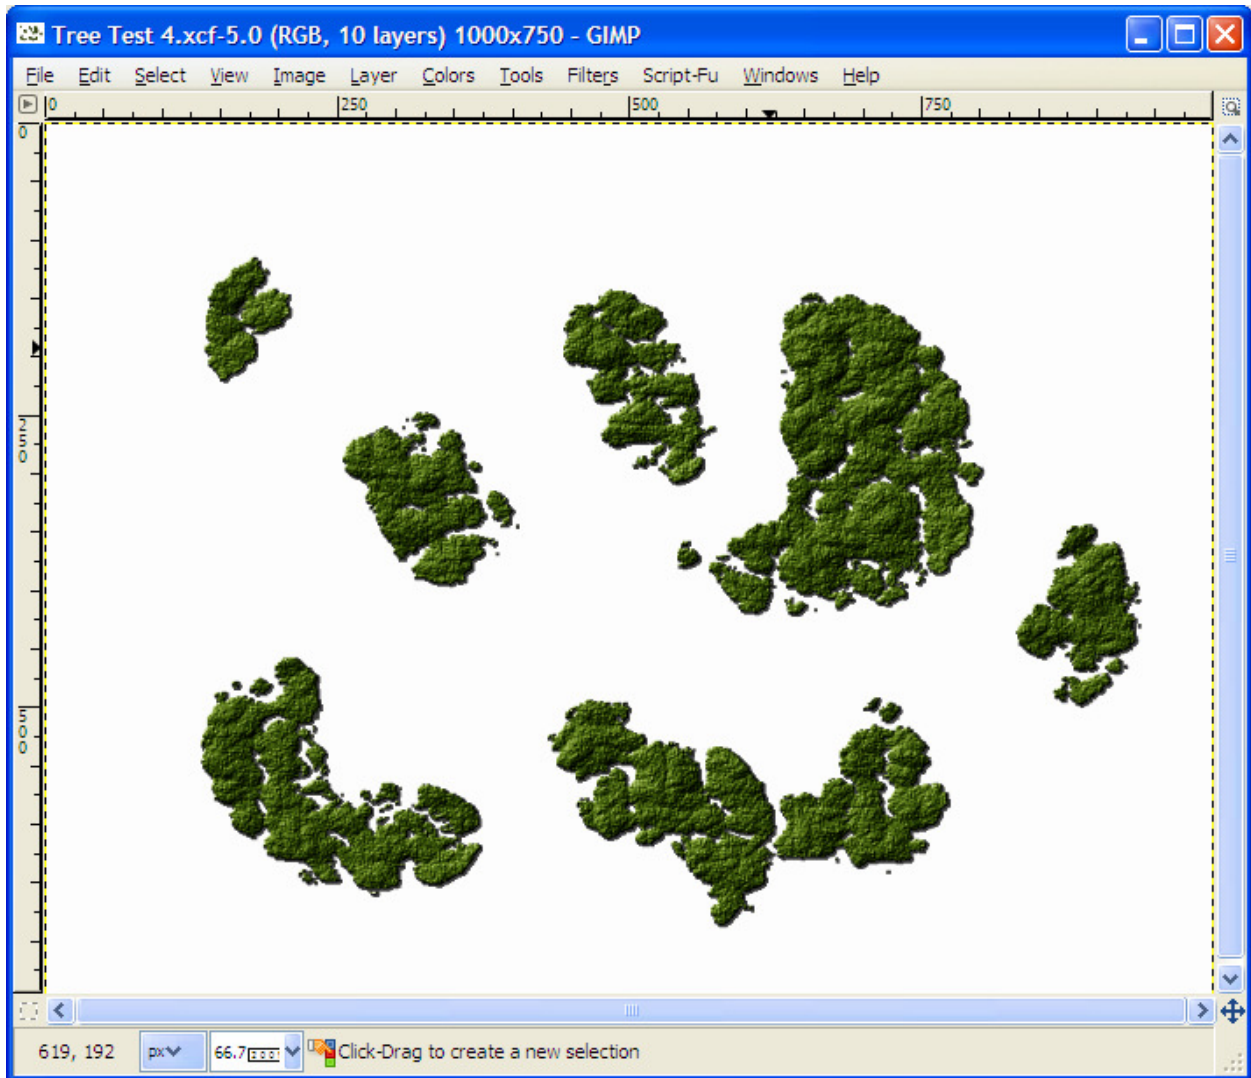 Tree Test 4.xcf-5.0 (RGB, 10 layers) 1000x750 - GIMP
File Edit Select View Image Layer Colors Tools Filters Script-Fu Windows Help
0 250 500 750
0
250
500
619, 192 px 66.7 Click-Drag to create a new selection